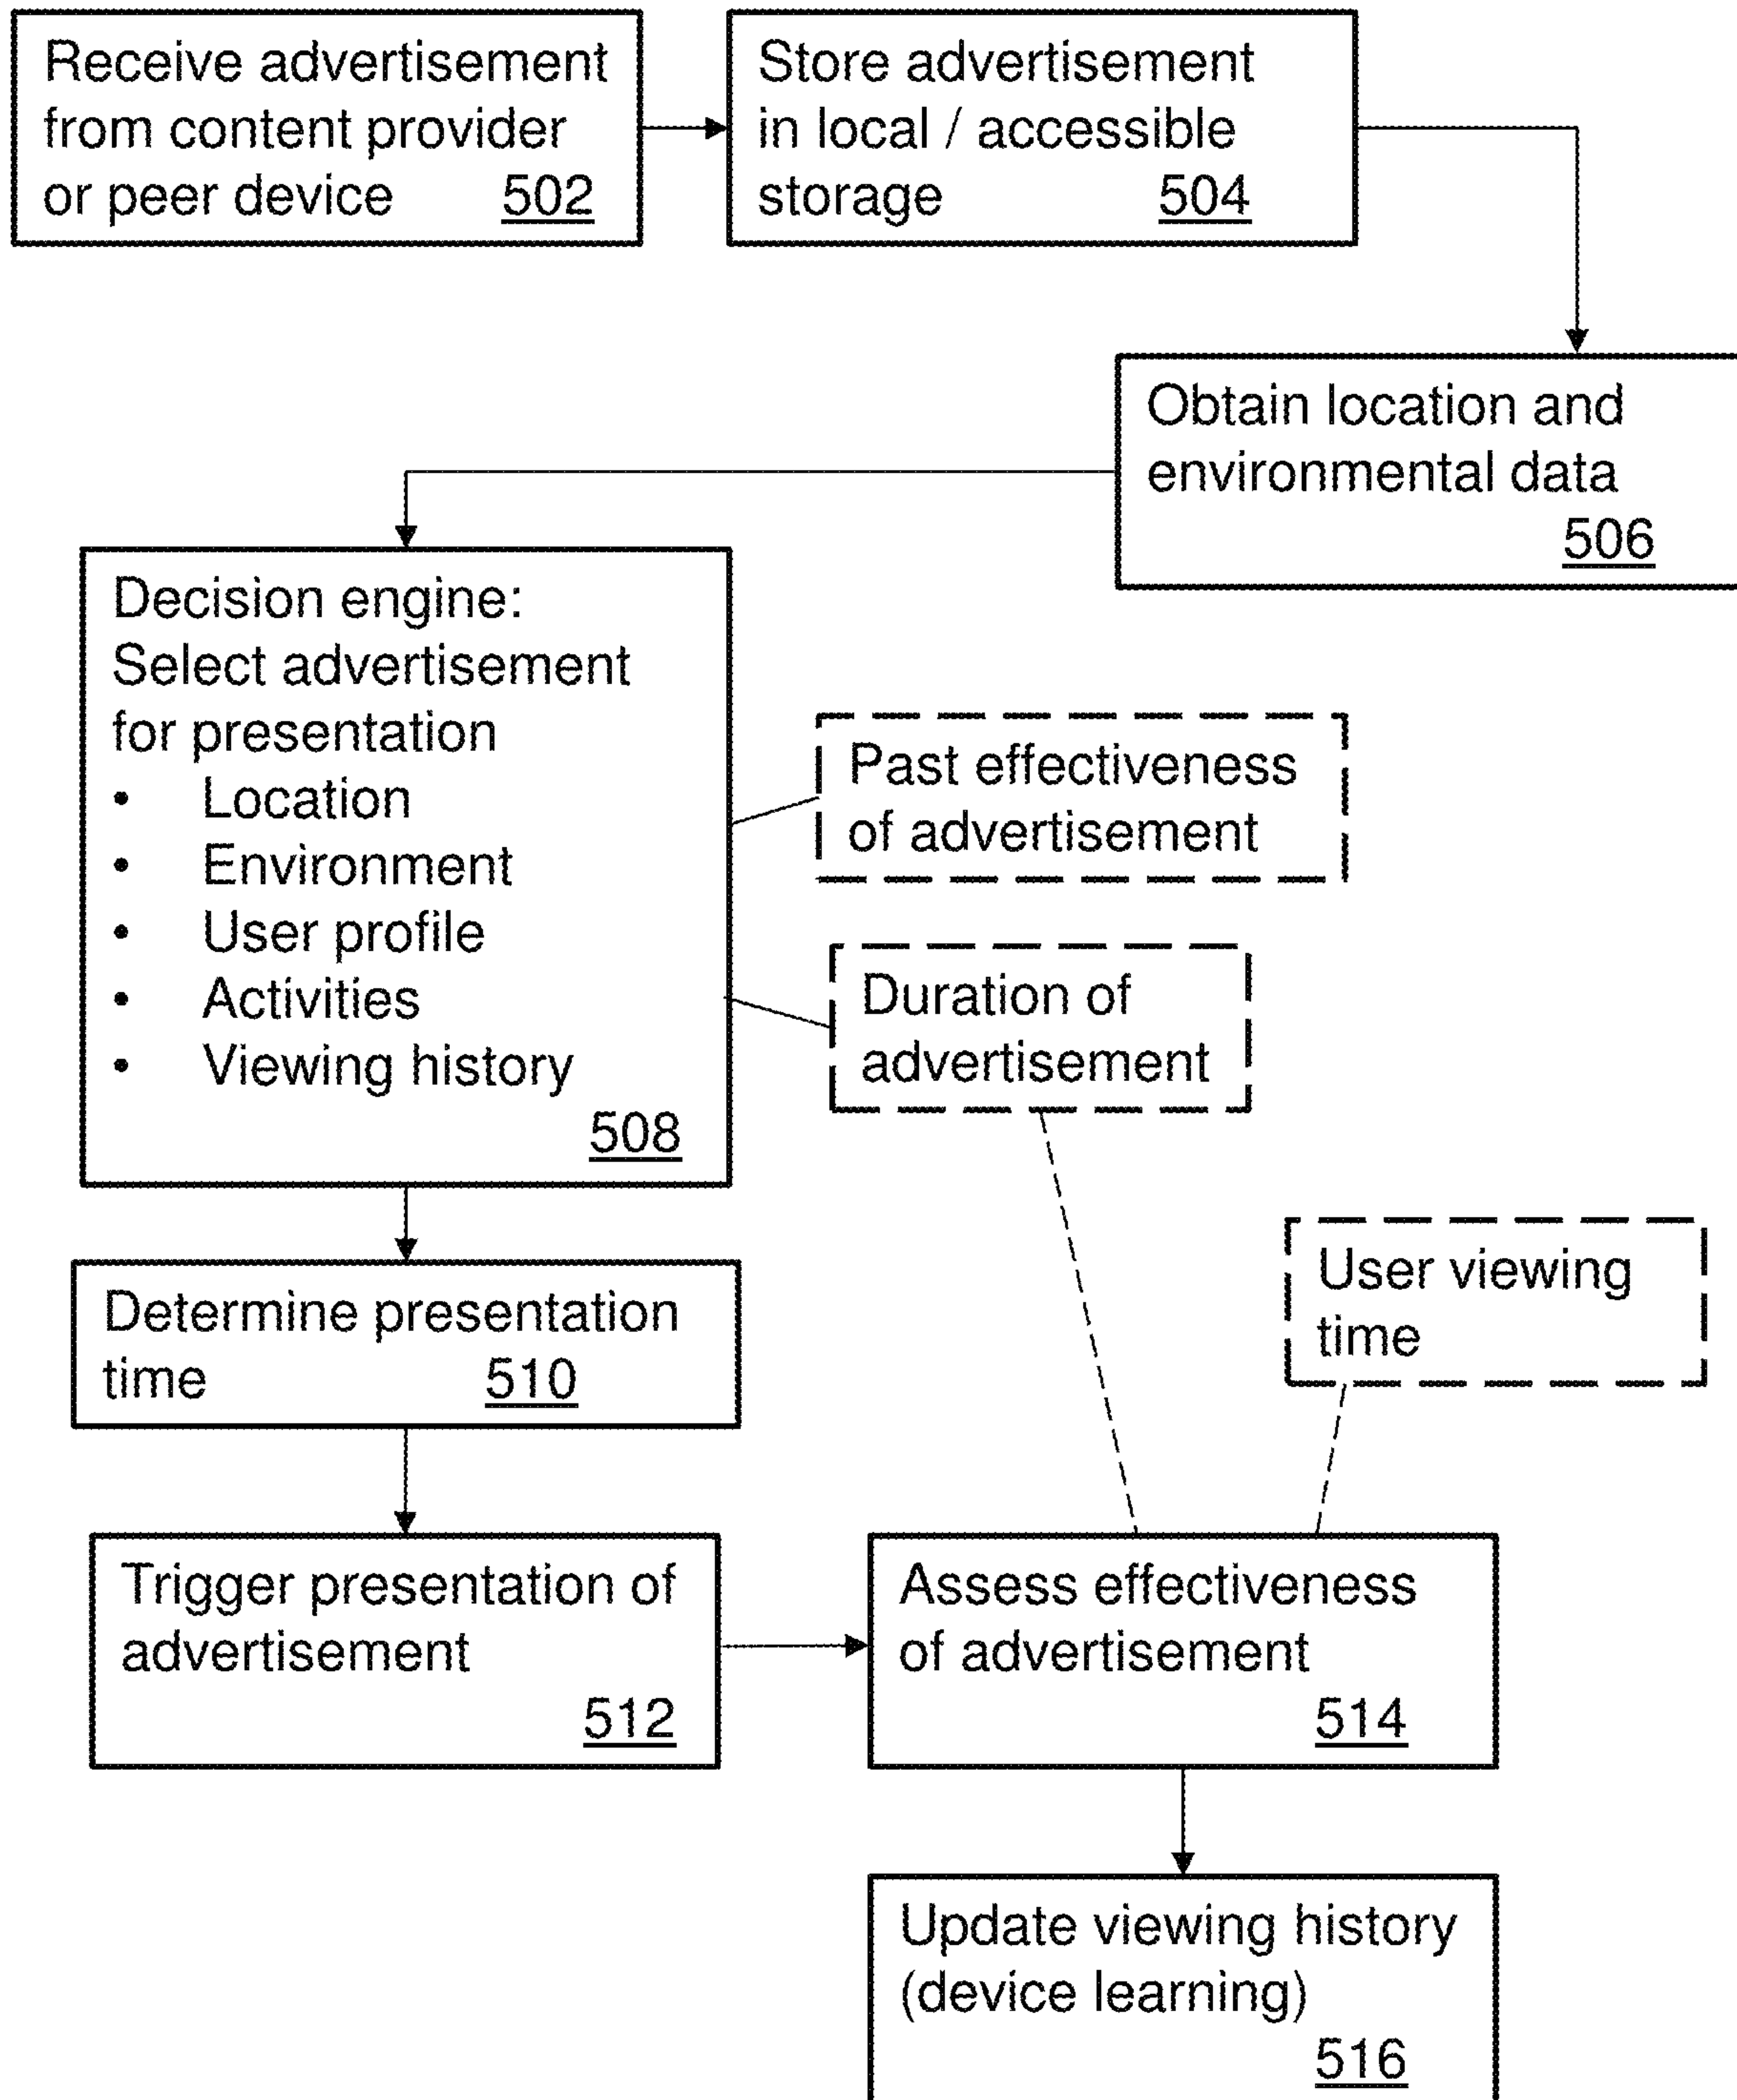 Receive advertisement
from content provider
or peer device 502
Store advertisement
in local / accessible
storage 504
Obtain location and
environmental data
506
Decision engine:
Select advertisement
for presentation
• Location
• Environment
• User profile
• Activities
• Viewing history
508
Past effectiveness
of advertisement
Duration of
advertisement
Determine presentation
time 510
User viewing
time
Trigger presentation of
advertisement
512
Assess effectiveness
of advertisement
514
Update viewing history
(device learning)
516